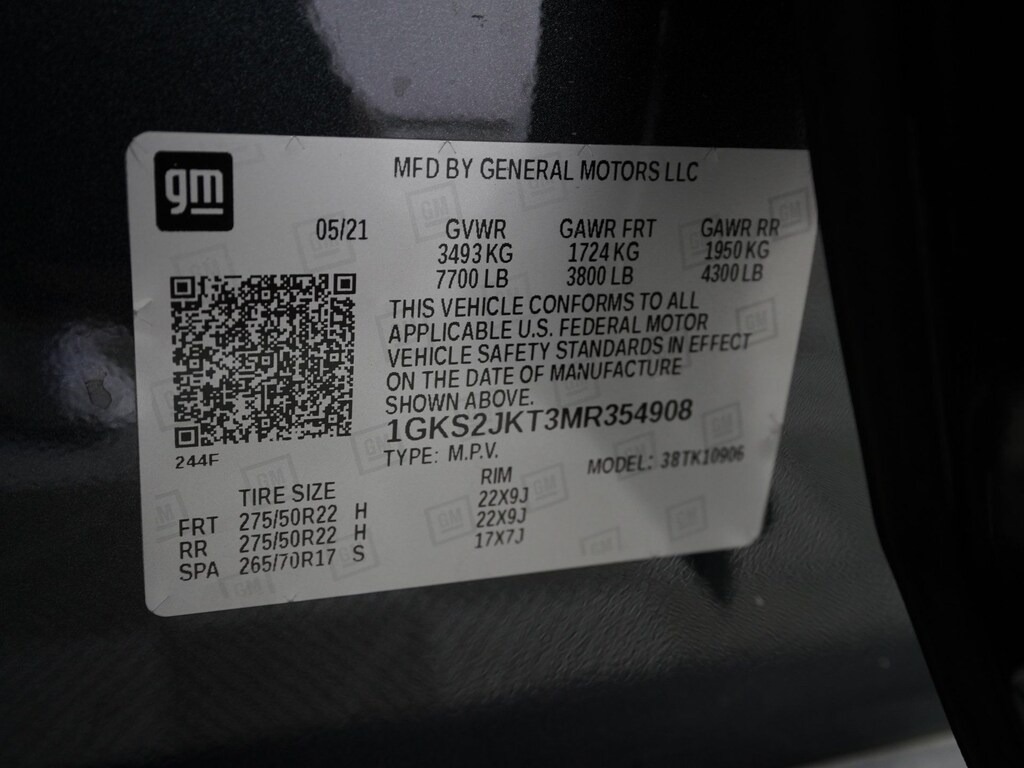 gm
MFD BY GENERAL MOTORS LLC
05/21 GVWR GAWR FRT GAWR RR
3493 KG 1724 KG 1950 KG
7700 LB 3800 LB 4300 LB
THIS VEHICLE CONFORMS TO ALL
APPLICABLE U.S. FEDERAL MOTOR
VEHICLE SAFETY STANDARDS IN EFFECT
ON THE DATE OF MANUFACTURE
SHOWN ABOVE.
1GKS2JKT3MR354908
244F
TYPE: M.P.V. MODEL: 38TK10906
TIRE SIZE RIM
FRT 275/50R22 H 22X9J
RR 275/50R22 H 22X9J
SPA 265/70R17 S 17X7J